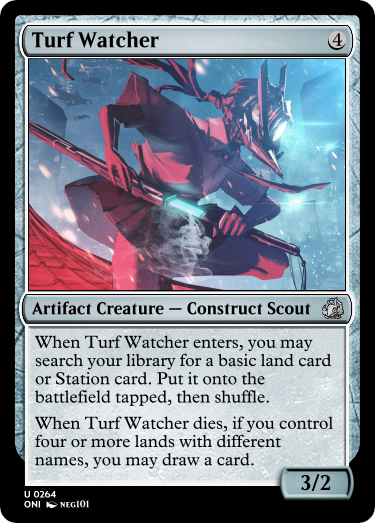 Turf Watcher 4
Artifact Creature — Construct Scout
When Turf Watcher enters, you may
search your library for a basic land card
or Station card. Put it onto the
battlefield tapped, then shuffle.
When Turf Watcher dies, if you control
four or more lands with different
names, you may draw a card.
3/2
U 0264
ONI NEG101